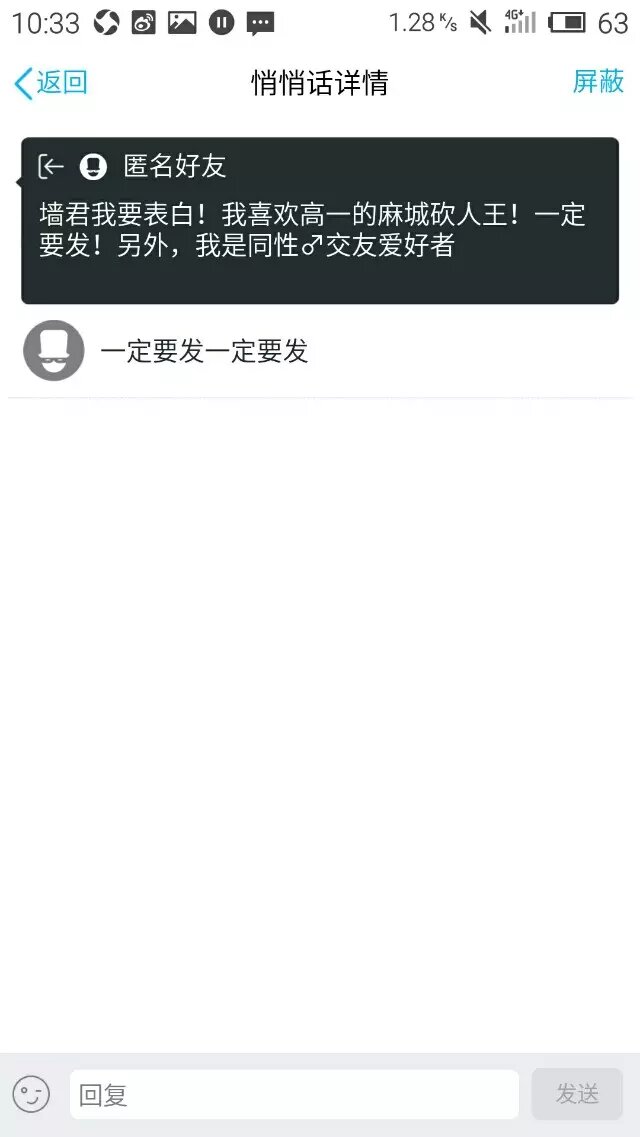 10:33 1.28 K/s 4G+ 63
返回 悄悄话详情 屏蔽
匿名好友
墙君我要表白！我喜欢高一的麻城砍人王！一定
要发！另外，我是同性♂交友爱好者
一定要发一定要发
回复 发送